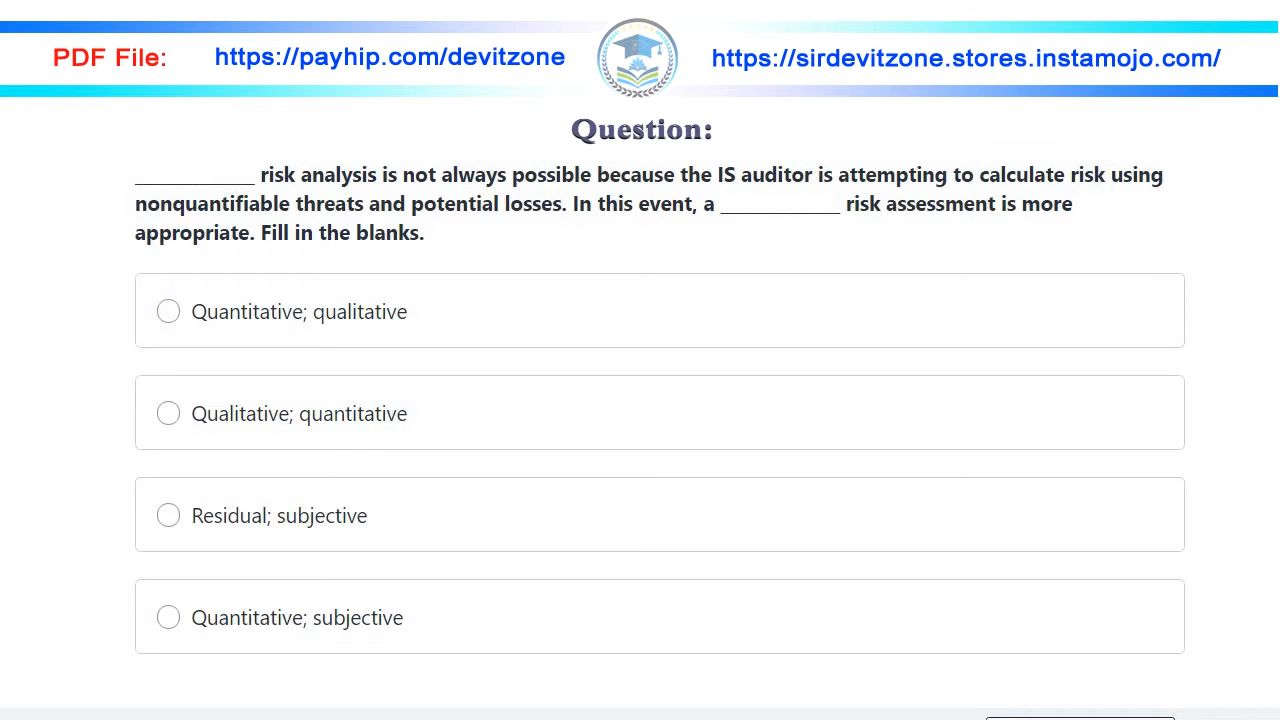 PDF File: https://payhip.com/devitzone https://sirdevitzone.stores.instamojo.com/
Question:
____________ risk analysis is not always possible because the IS auditor is attempting to calculate risk using
nonquantifiable threats and potential losses. In this event, a ____________ risk assessment is more
appropriate. Fill in the blanks.
Quantitative; qualitative
Qualitative; quantitative
Residual; subjective
Quantitative; subjective